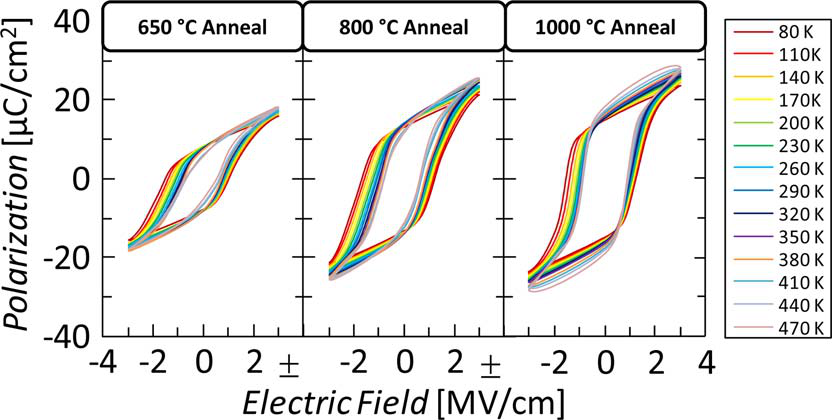 650 °C Anneal 800 °C Anneal 1000 °C Anneal
40
20
0
-20
-40
Polarization [µC/cm²]
-4 -2 0 2 ± -2 0 2 ± -2 0 2 4
Electric Field [MV/cm]
80 K
110K
140 K
170K
200 K
230 K
260 K
290 K
320 K
350 K
380 K
410 K
440 K
470 K